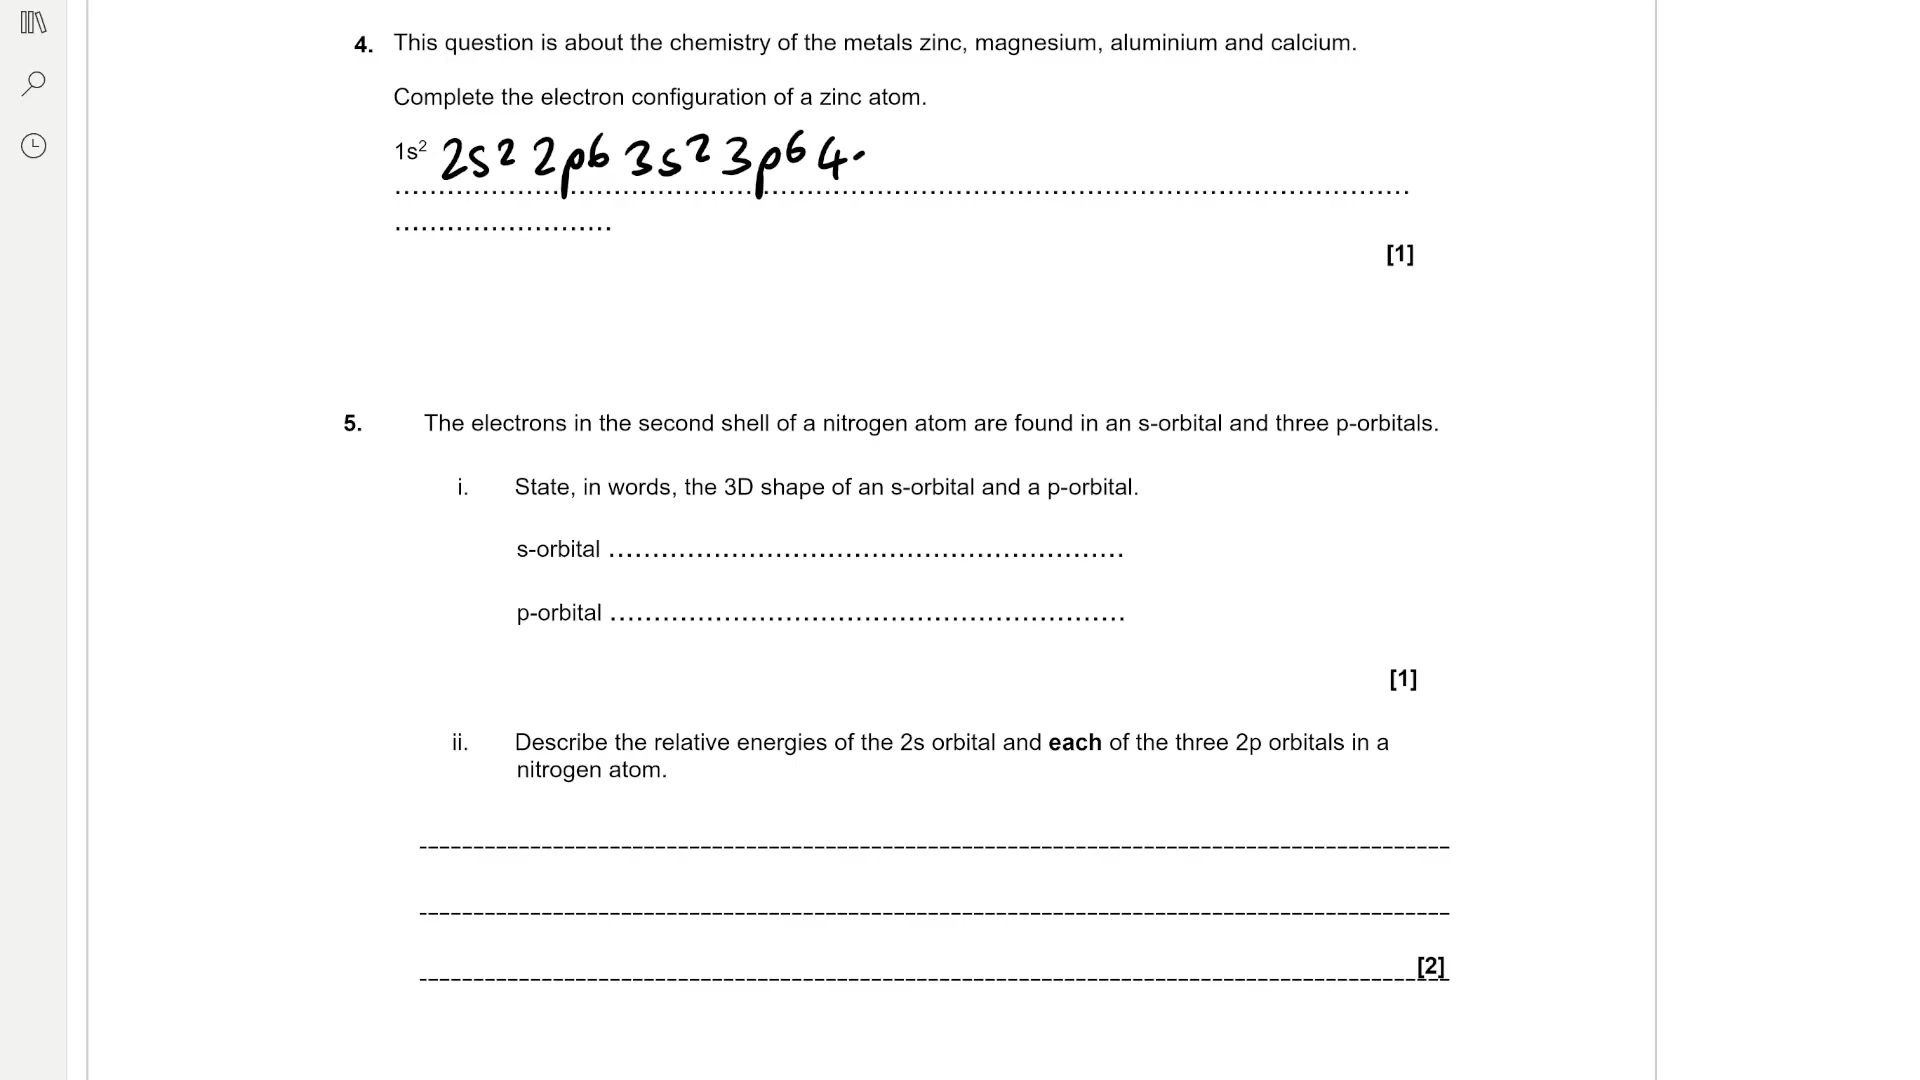 4. This question is about the chemistry of the metals zinc, magnesium, aluminium and calcium.
Complete the electron configuration of a zinc atom.
1s² 2s² 2p⁶ 3s² 3p⁶ 4
[1]
5. The electrons in the second shell of a nitrogen atom are found in an s-orbital and three p-orbitals.
i. State, in words, the 3D shape of an s-orbital and a p-orbital.
s-orbital ............................................................
p-orbital ............................................................
[1]
ii. Describe the relative energies of the 2s orbital and each of the three 2p orbitals in a
nitrogen atom.
[2]